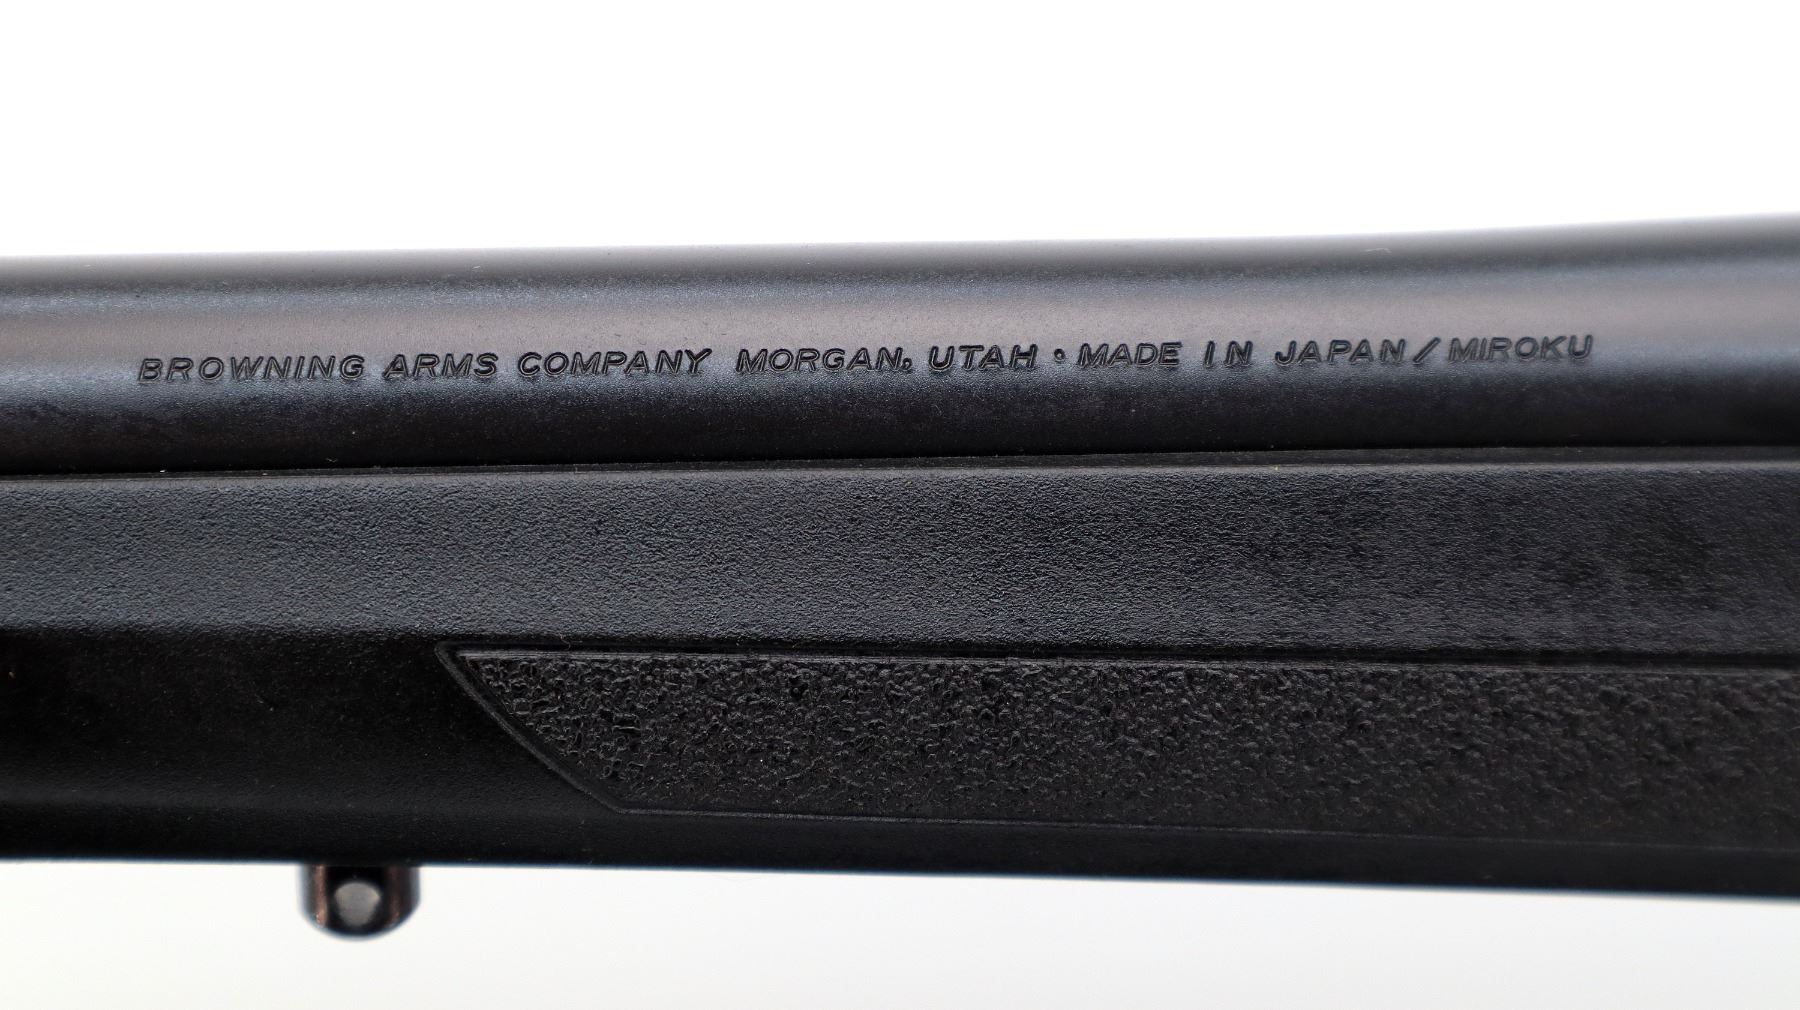 BROWNING ARMS COMPANY MORGAN, UTAH • MADE IN JAPAN / MIROKU